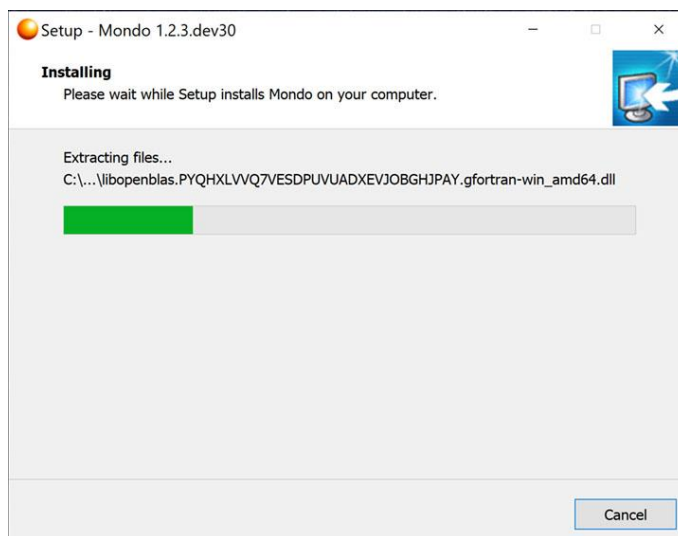 Setup - Mondo 1.2.3.dev30
Installing
Please wait while Setup installs Mondo on your computer.
Extracting files...
C:\...\libopenblas.PYQHXLVVQ7VESDPUVUADXEVJOBGHJPAY.gfortran-win_amd64.dll
Cancel